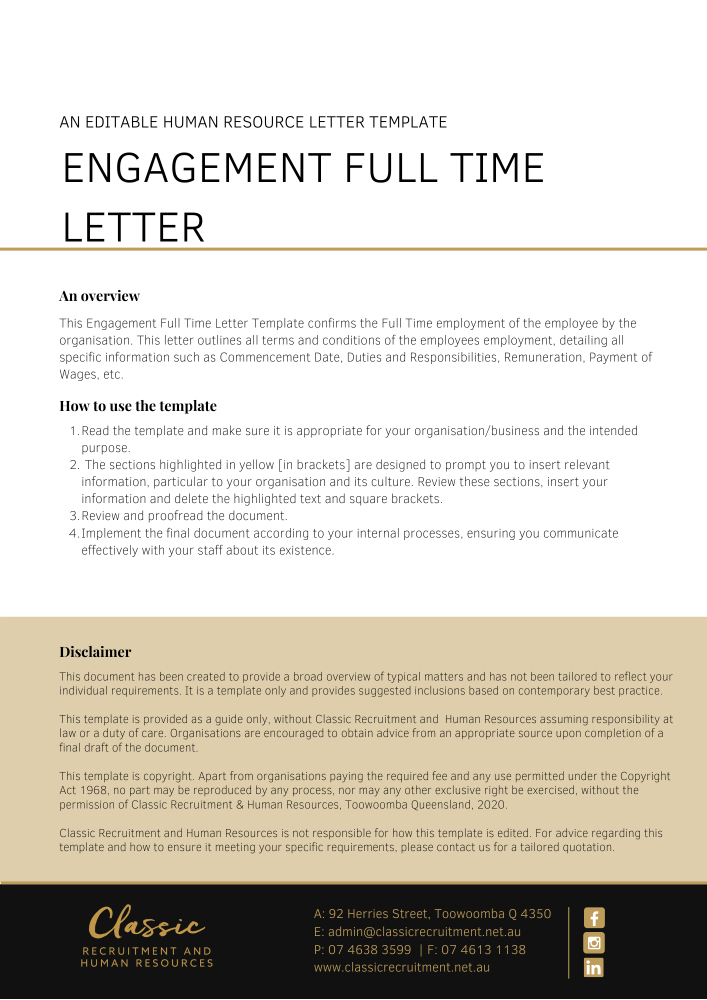 AN EDITABLE HUMAN RESOURCE LETTER TEMPLATE
ENGAGEMENT FULL TIME
LETTER
An overview
This Engagement Full Time Letter Template confirms the Full Time employment of the employee by the
organisation. This letter outlines all terms and conditions of the employees employment, detailing all
specific information such as Commencement Date, Duties and Responsibilities, Remuneration, Payment of
Wages, etc.
How to use the template
1. Read the template and make sure it is appropriate for your organisation/business and the intended
purpose.
2. The sections highlighted in yellow [in brackets] are designed to prompt you to insert relevant
information, particular to your organisation and its culture. Review these sections, insert your
information and delete the highlighted text and square brackets.
3. Review and proofread the document.
4. Implement the final document according to your internal processes, ensuring you communicate
effectively with your staff about its existence.
Disclaimer
This document has been created to provide a broad overview of typical matters and has not been tailored to reflect your
individual requirements. It is a template only and provides suggested inclusions based on contemporary best practice.
This template is provided as a guide only, without Classic Recruitment and Human Resources assuming responsibility at
law or a duty of care. Organisations are encouraged to obtain advice from an appropriate source upon completion of a
final draft of the document.
This template is copyright. Apart from organisations paying the required fee and any use permitted under the Copyright
Act 1968, no part may be reproduced by any process, nor may any other exclusive right be exercised, without the
permission of Classic Recruitment & Human Resources, Toowoomba Queensland, 2020.
Classic Recruitment and Human Resources is not responsible for how this template is edited. For advice regarding this
template and how to ensure it meeting your specific requirements, please contact us for a tailored quotation.
Classic
RECRUITMENT AND
HUMAN RESOURCES
A: 92 Herries Street, Toowoomba Q 4350
E: admin@classicrecruitment.net.au
P: 07 4638 3599 | F: 07 4613 1138
www.classicrecruitment.net.au
f
in